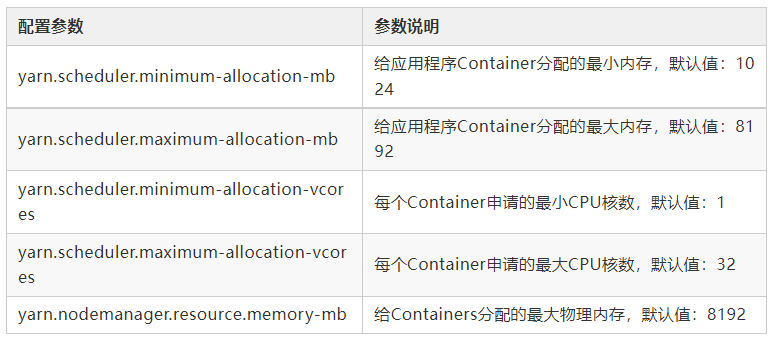 配置参数 参数说明
yarn.scheduler.minimum-allocation-mb 给应用程序Container分配的最小内存，默认值：10
24
yarn.scheduler.maximum-allocation-mb 给应用程序Container分配的最大内存，默认值：81
92
yarn.scheduler.minimum-allocation-vcor
es
每个Container申请的最小CPU核数，默认值：1
yarn.scheduler.maximum-allocation-vcor
es
每个Container申请的最大CPU核数，默认值：32
yarn.nodemanager.resource.memory-mb 给Containers分配的最大物理内存，默认值：8192